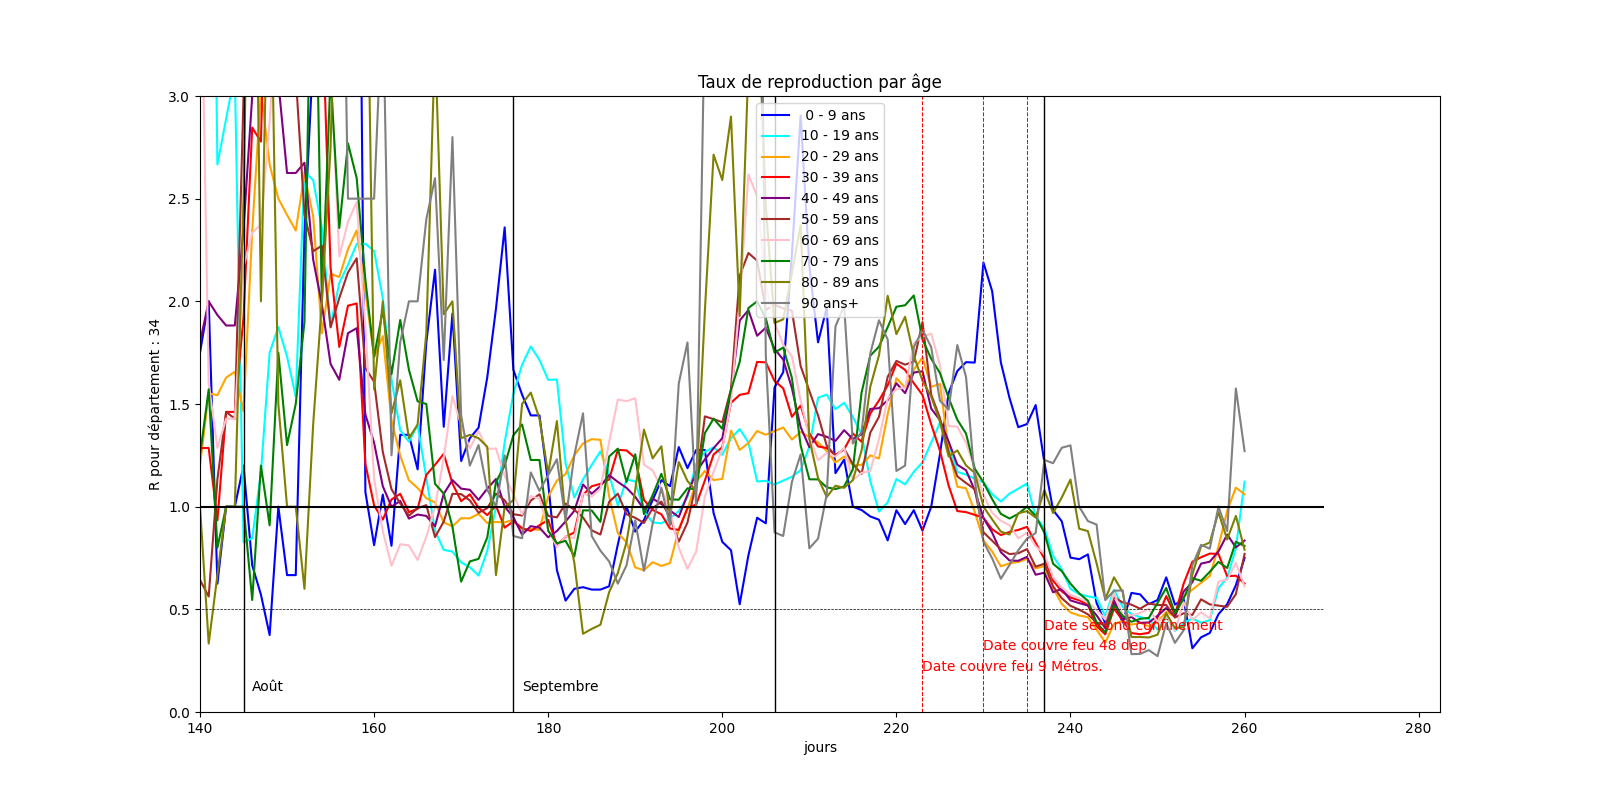 Taux de reproduction par âge
3.0
2.5
2.0
1.5
1.0
0.5
0.0
R pour département : 34
0 - 9 ans
10 - 19 ans
20 - 29 ans
30 - 39 ans
40 - 49 ans
50 - 59 ans
60 - 69 ans
70 - 79 ans
80 - 89 ans
90 ans+
Date second confinement
Date couvre feu 48 dep
Date couvre feu 9 Métros.
Août
Septembre
140
160
180
200
220
240
260
280
jours